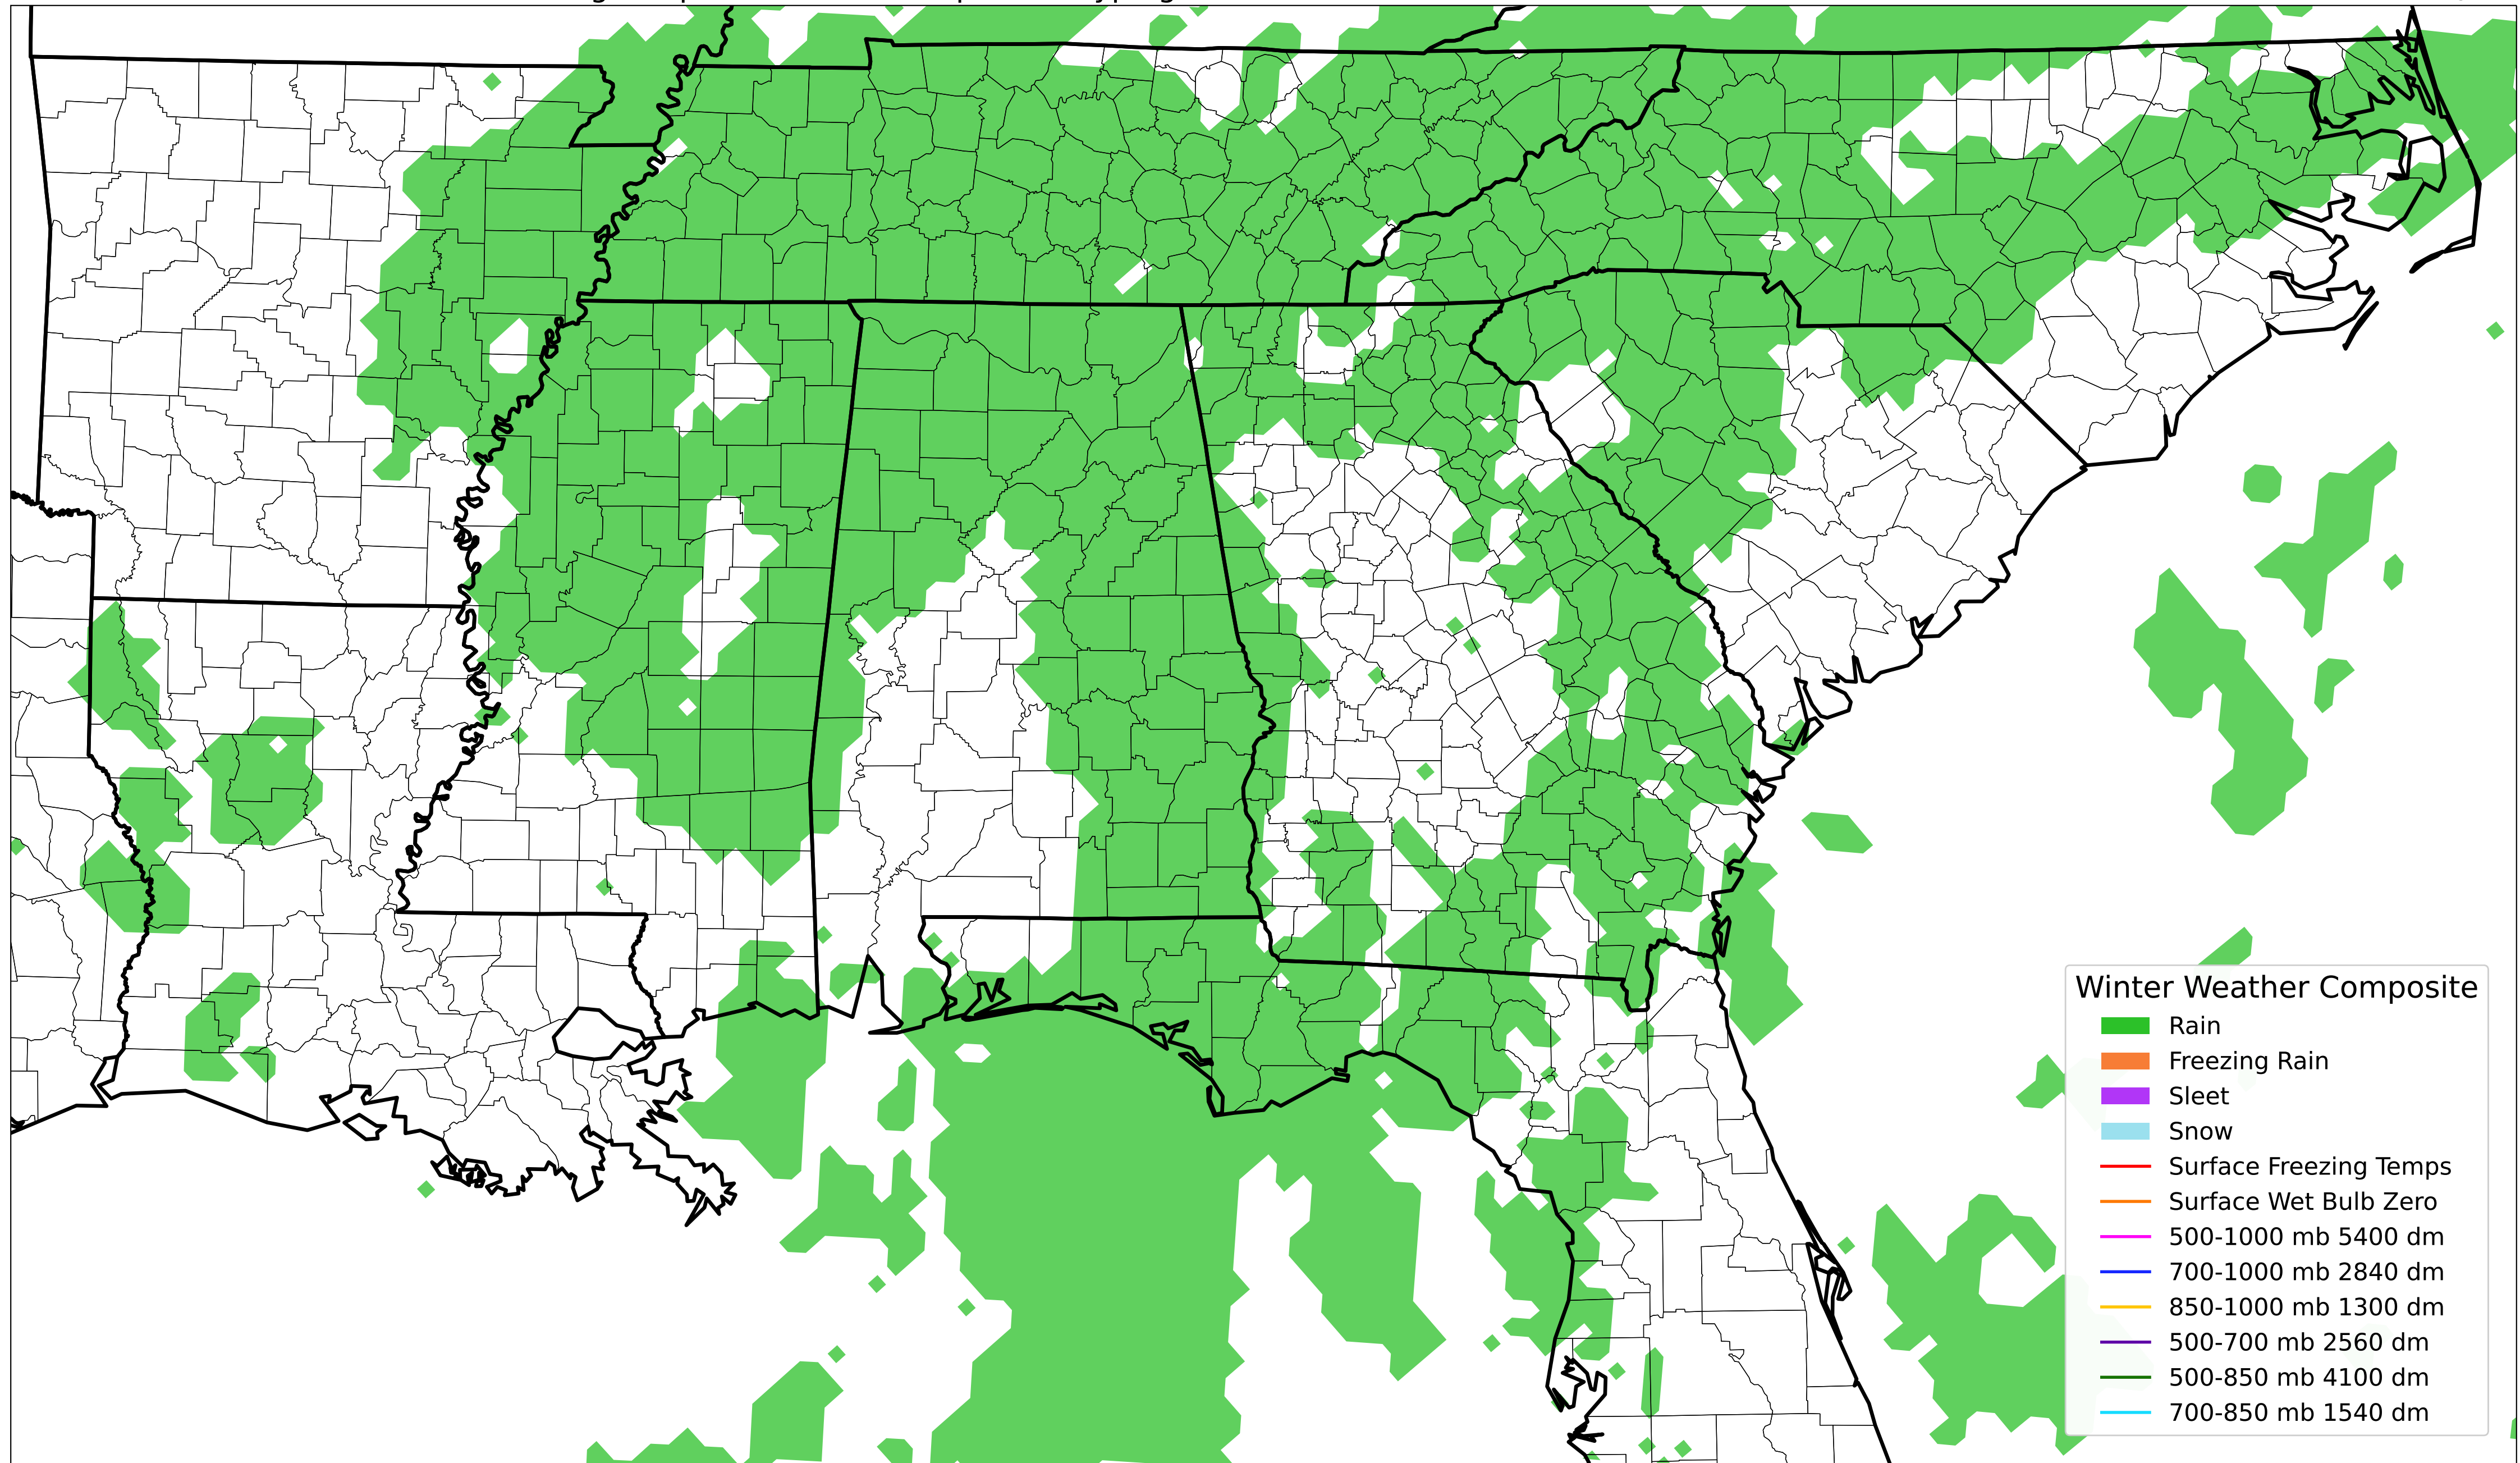 Winter Weather Composite
Rain
Freezing Rain
Sleet
Snow
Surface Freezing Temps
Surface Wet Bulb Zero
500-1000 mb 5400 dm
700-1000 mb 2840 dm
850-1000 mb 1300 dm
500-700 mb 2560 dm
500-850 mb 4100 dm
700-850 mb 1540 dm